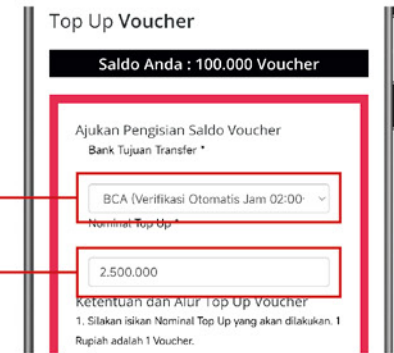 Top Up Voucher
Saldo Anda : 100.000 Voucher
Ajukan Pengisian Saldo Voucher
Bank Tujuan Transfer *
BCA (Verifikasi Otomatis Jam 02:00-
Nominal Top Up *
2.500.000
Ketentuan dan Alur Top Up Voucher
1. Silakan isikan Nominal Top Up yang akan dilakukan. 1
Rupiah adalah 1 Voucher.